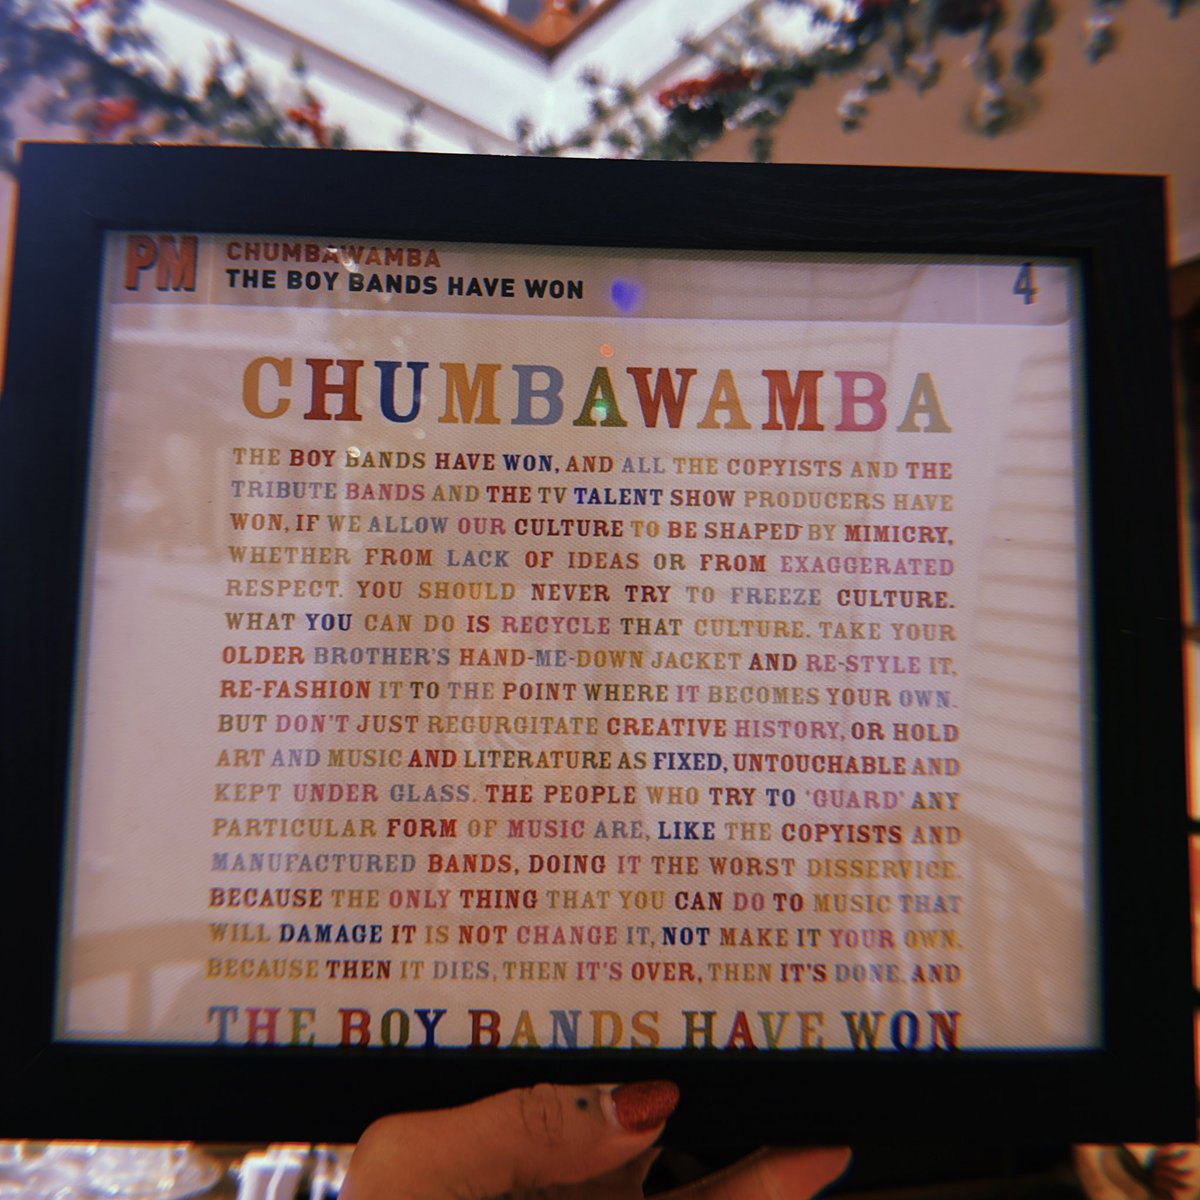 PM
CHUMBAWAMBA
THE BOY BANDS HAVE WON
4
CHUMBAWAMBA
THE BOY BANDS HAVE WON, AND ALL THE COPYISTS AND THE
TRIBUTE BANDS AND THE TV TALENT SHOW PRODUCERS HAVE
WON, IF WE ALLOW OUR CULTURE TO BE SHAPED BY MIMICRY,
WHETHER FROM LACK OF IDEAS OR FROM EXAGGERATED
RESPECT. YOU SHOULD NEVER TRY TO FREEZE CULTURE.
WHAT YOU CAN DO IS RECYCLE THAT CULTURE. TAKE YOUR
OLDER BROTHER'S HAND-ME-DOWN JACKET AND RE-STYLE IT,
RE-FASHION IT TO THE POINT WHERE IT BECOMES YOUR OWN.
BUT DON'T JUST REGURGITATE CREATIVE HISTORY, OR HOLD
ART AND MUSIC AND LITERATURE AS FIXED, UNTOUCHABLE AND
KEPT UNDER GLASS. THE PEOPLE WHO TRY TO 'GUARD' ANY
PARTICULAR FORM OF MUSIC ARE, LIKE THE COPYISTS AND
MANUFACTURED BANDS, DOING IT THE WORST DISSERVICE.
BECAUSE THE ONLY THING THAT YOU CAN DO TO MUSIC THAT
WILL DAMAGE IT IS NOT CHANGE IT, NOT MAKE IT YOUR OWN.
BECAUSE THEN IT DIES, THEN IT'S OVER, THEN IT'S DONE, AND
THE BOY BANDS HAVE WON